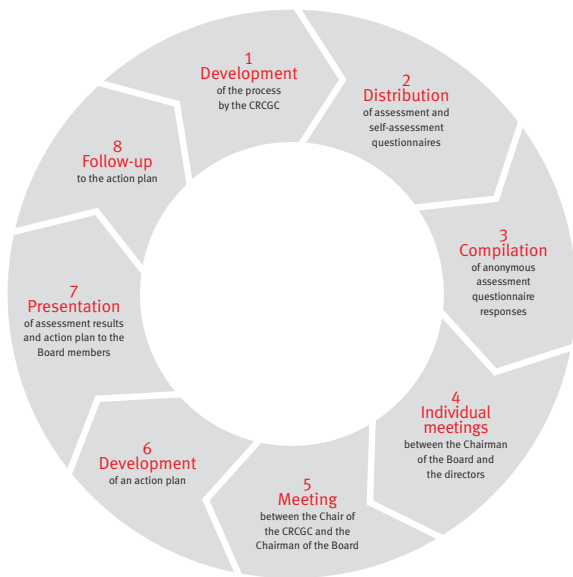 1
Development
of the process
by the CRCGC
2
Distribution
of assessment and
self-assessment
questionnaires
3
Compilation
of anonymous
assessment
questionnaire
responses
4
Individual
meetings
between the Chairman
of the Board and
the directors
5
Meeting
between the Chair of
the CRCGC and the
Chairman of the Board
6
Development
of an action plan
7
Presentation
of assessment results
and action plan to the
Board members
8
Follow-up
to the action plan